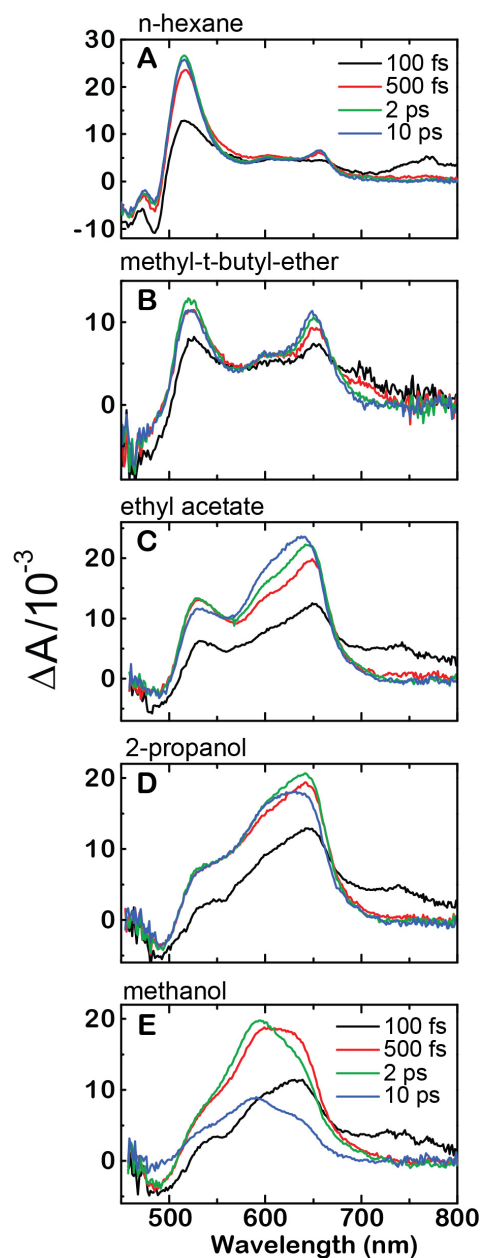 n-hexane
30
A
100 fs
500 fs
20
2 ps
10 ps
10
0
-10
methyl-t-butyl-ether
B
10
0
ethyl acetate
C
20
10
0
ΔA/10⁻³
2-propanol
D
20
10
0
methanol
E
20
100 fs
500 fs
2 ps
10 ps
10
0
500 600 700 800
Wavelength (nm)